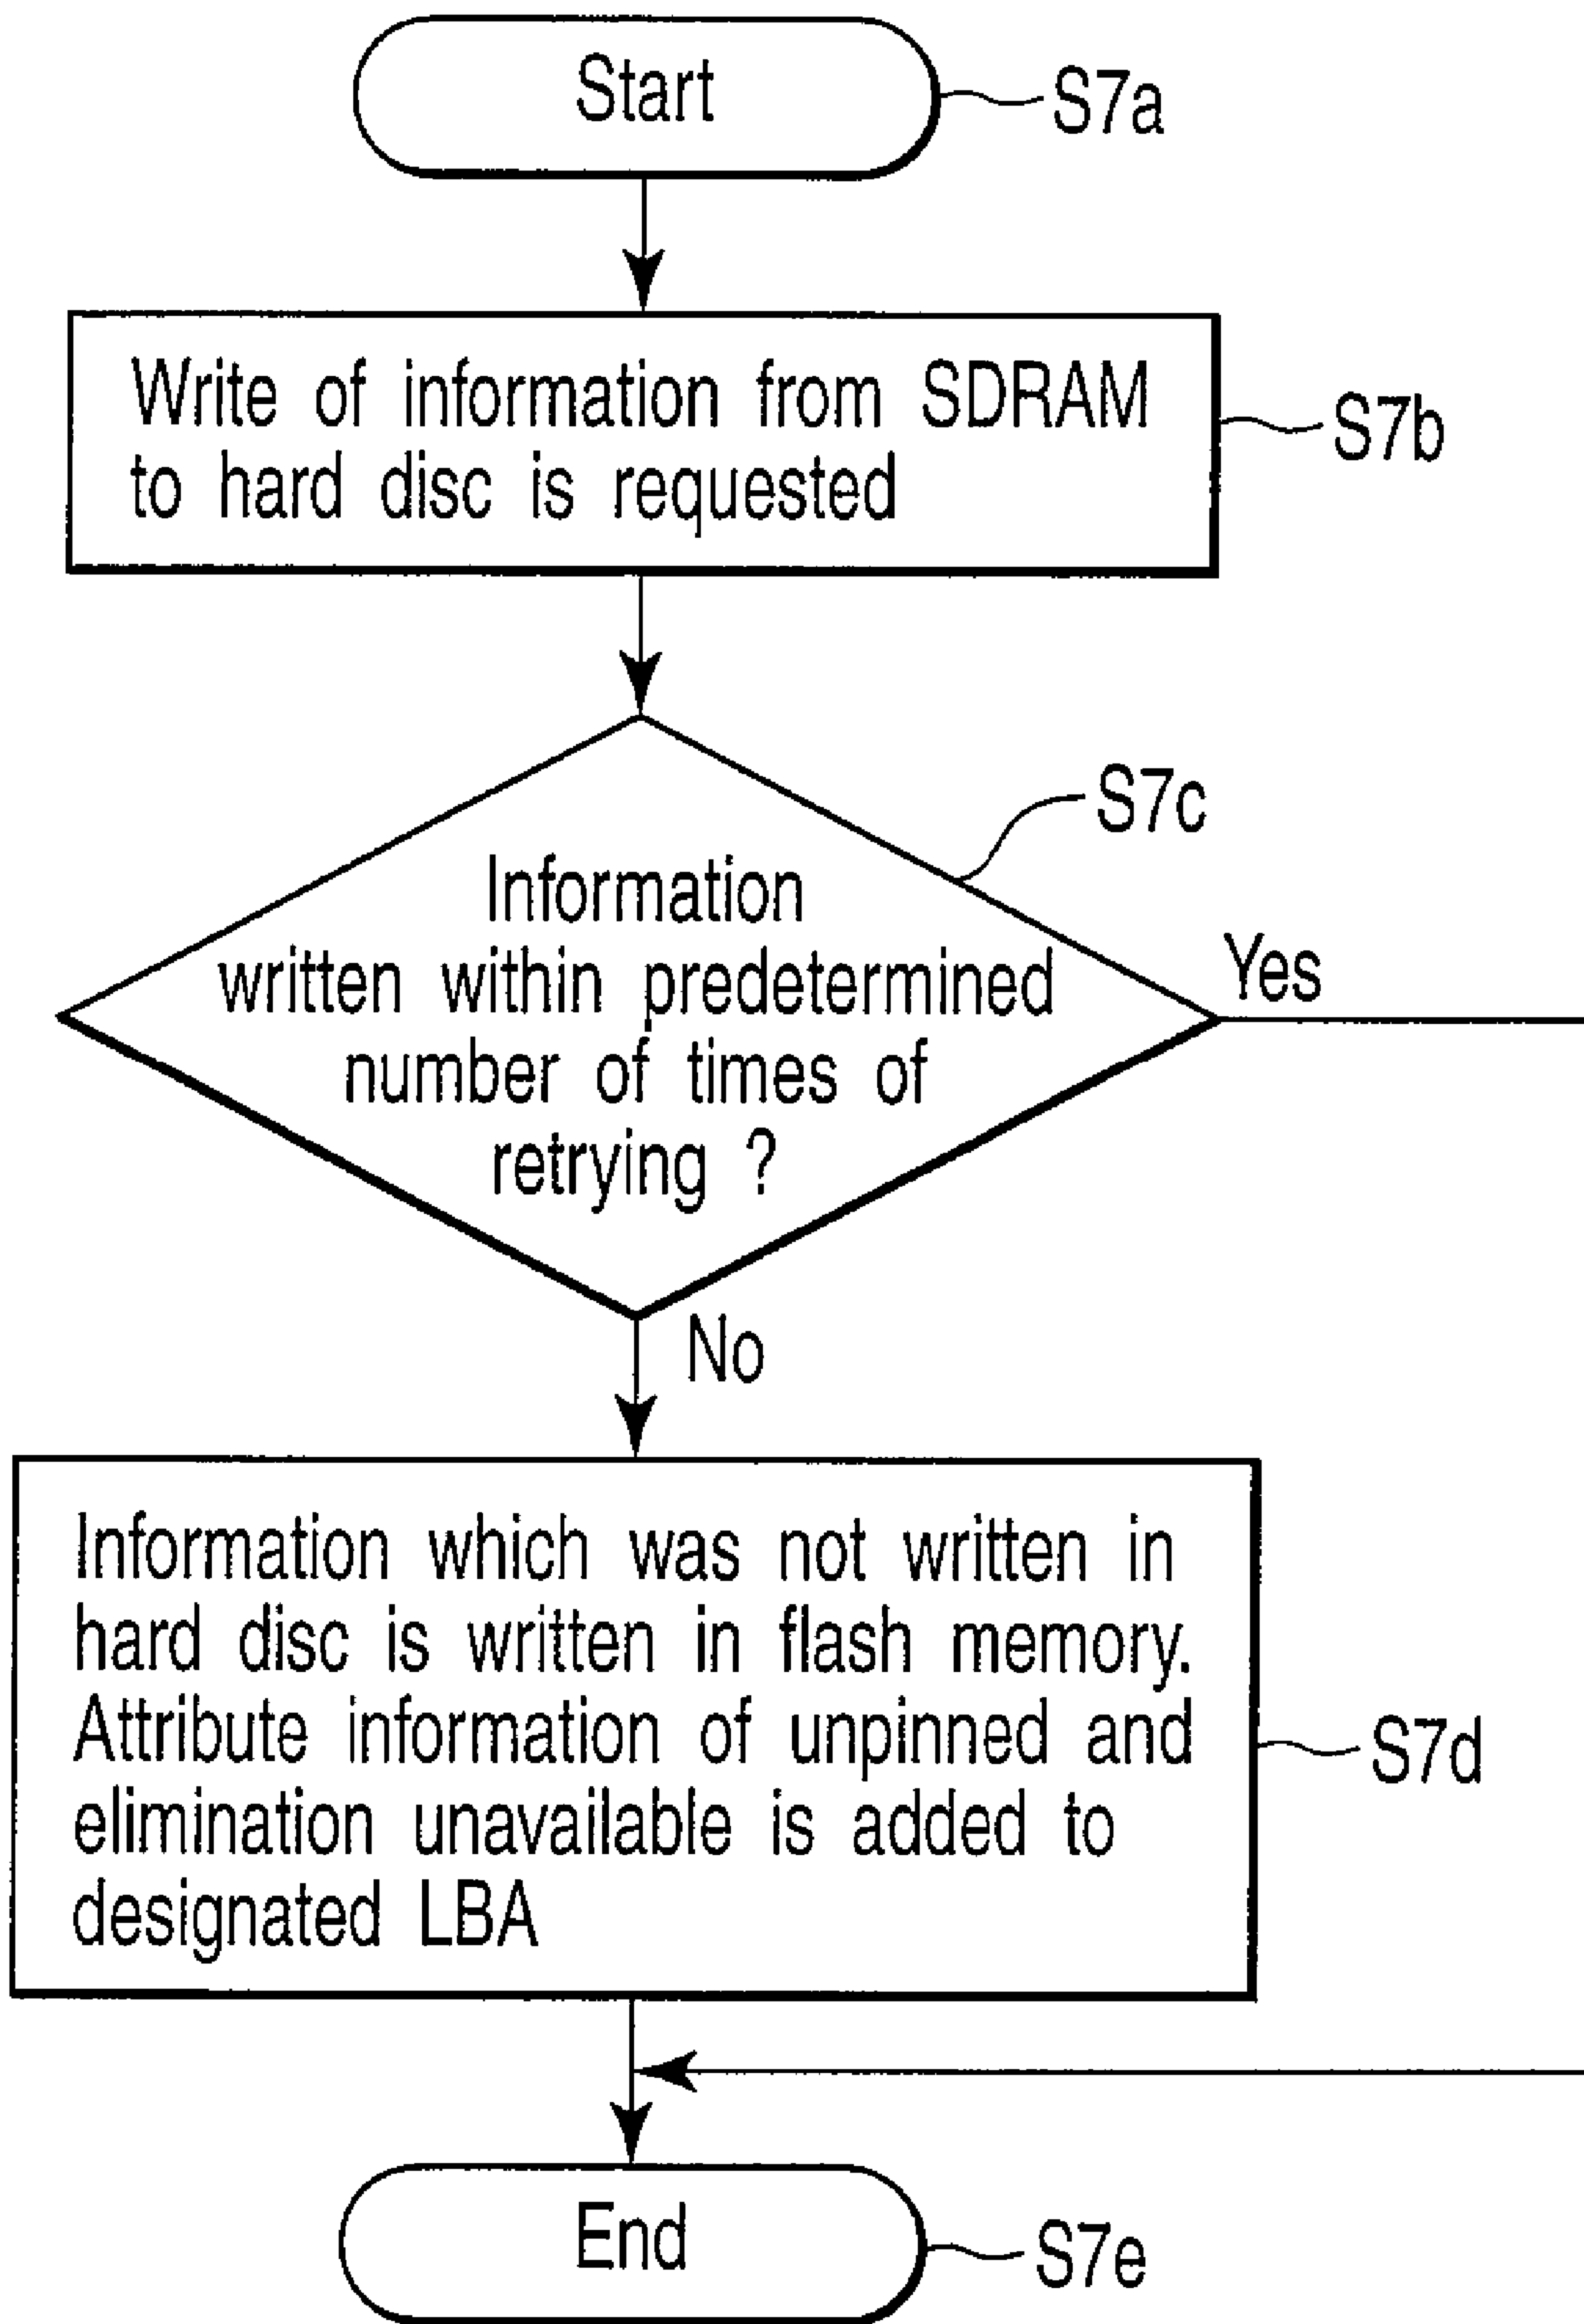 Start
S7a
Write of information from SDRAM
to hard disc is requested
S7b
S7c
Information
written within predetermined
number of times of
retrying ?
Yes
No
Information which was not written in
hard disc is written in flash memory.
Attribute information of unpinned and
elimination unavailable is added to
designated LBA
S7d
End
S7e